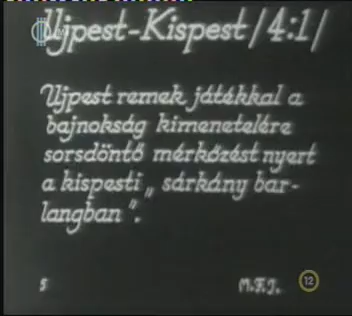 Ujpest-Kispest/4:1/
Ujpest remek játékkal a
bajnokság kimenetelére
sorsdöntő mérkőzést nyert
a kispesti „sárkány bar-
langban".
5 M.F.I. 12